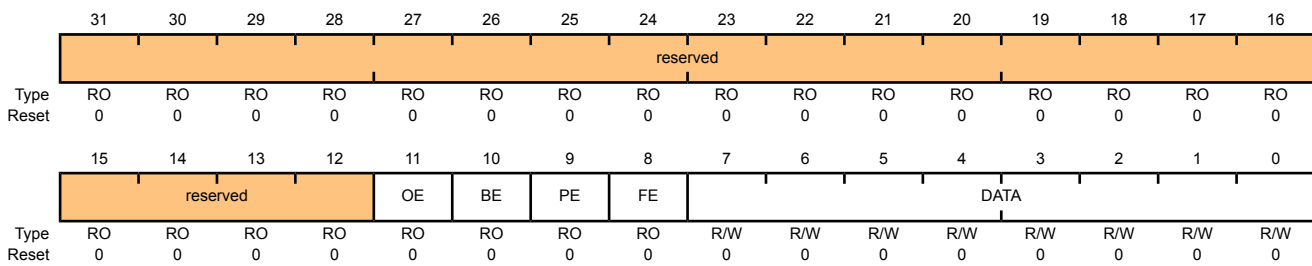 31 30 29 28 27 26 25 24 23 22 21 20 19 18 17 16
reserved
Type RO RO RO RO RO RO RO RO RO RO RO RO RO RO RO RO
Reset 0 0 0 0 0 0 0 0 0 0 0 0 0 0 0 0
15 14 13 12 11 10 9 8 7 6 5 4 3 2 1 0
reserved OE BE PE FE DATA
Type RO RO RO RO RO RO RO RO R/W R/W R/W R/W R/W R/W R/W R/W
Reset 0 0 0 0 0 0 0 0 0 0 0 0 0 0 0 0